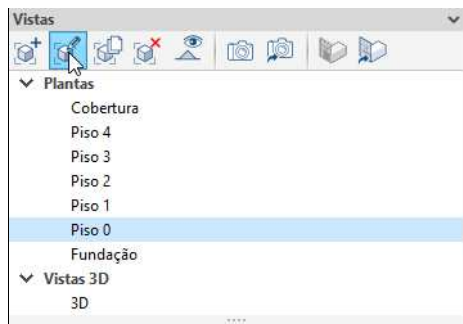 Vistas
Plantas
Cobertura
Piso 4
Piso 3
Piso 2
Piso 1
Piso 0
Fundação
Vistas 3D
3D